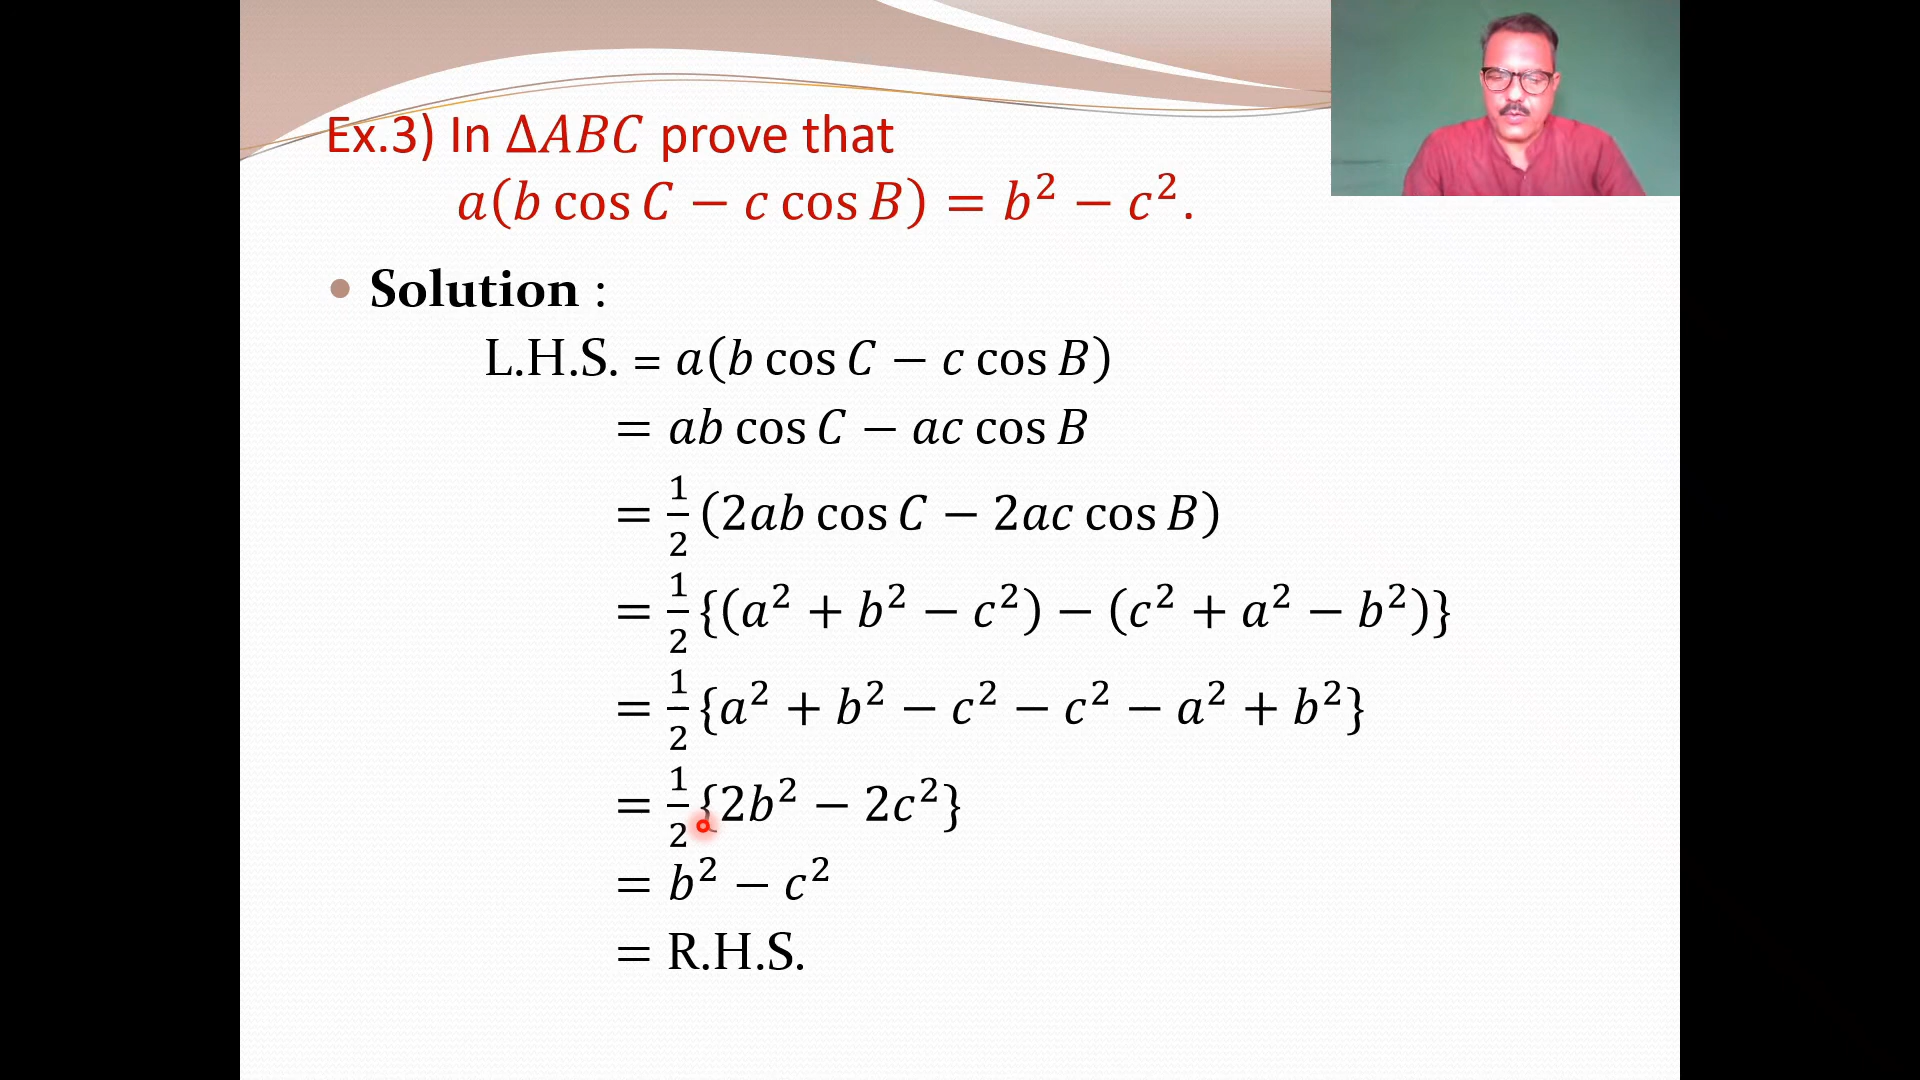 Ex.3) In ΔABC prove that
a(b cos C − c cos B) = b² − c².
• Solution :
L.H.S. = a(b cos C − c cos B)
= ab cos C − ac cos B
= 1/2 (2ab cos C − 2ac cos B)
= 1/2 {(a² + b² − c²) − (c² + a² − b²)}
= 1/2 {a² + b² − c² − c² − a² + b²}
= 1/2 {2b² − 2c²}
= b² − c²
= R.H.S.